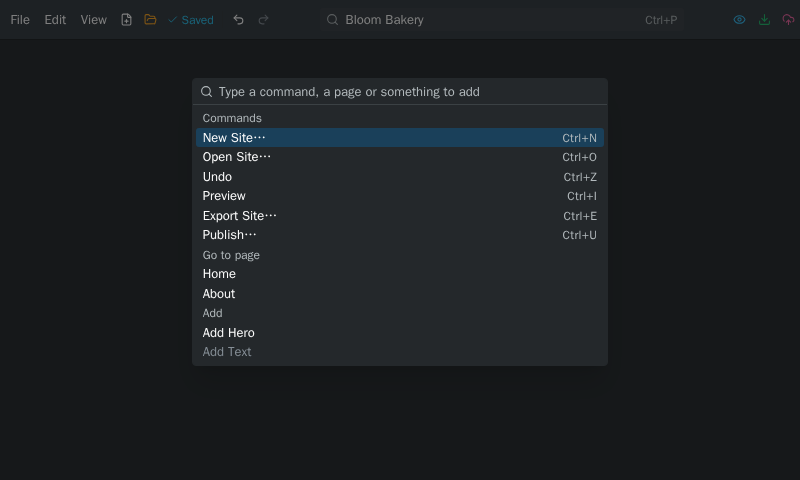 File Edit View Saved Bloom Bakery Ctrl+P
Type a command, a page or something to add
Commands
New Site··· Ctrl+N
Open Site··· Ctrl+O
Undo Ctrl+Z
Preview Ctrl+I
Export Site··· Ctrl+E
Publish··· Ctrl+U
Go to page
Home
About
Add
Add Hero
Add Text